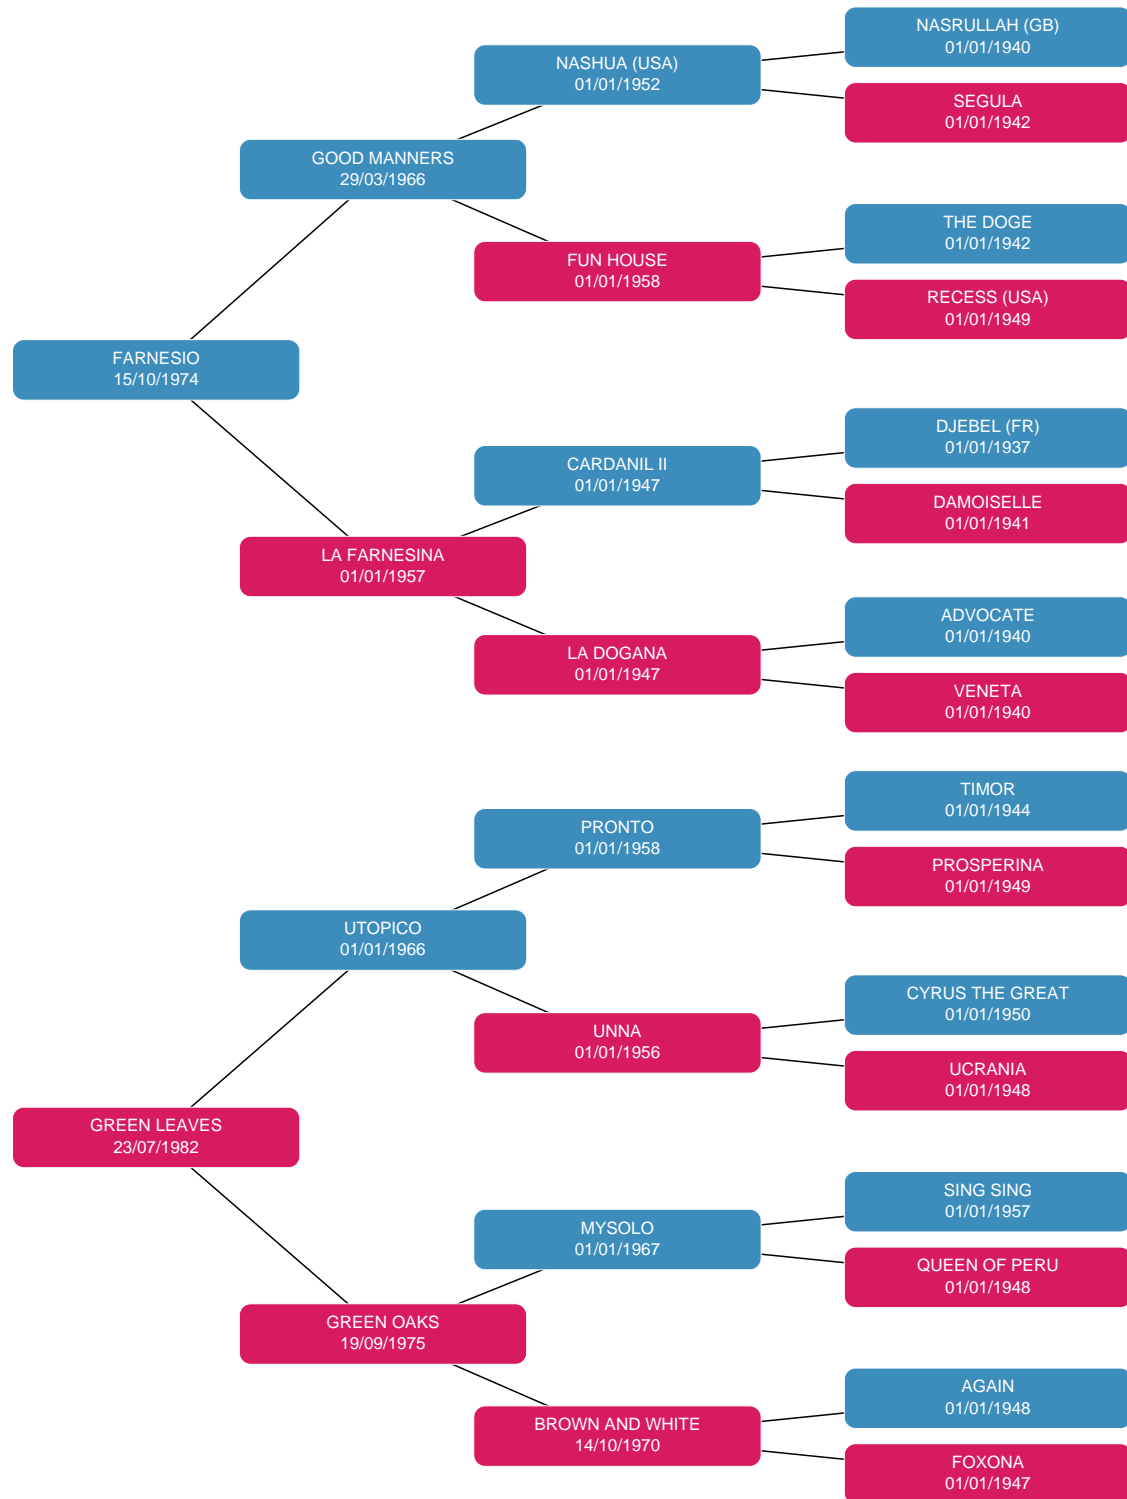 NASRULLAH (GB)
01/01/1940
NASHUA (USA)
01/01/1952
SEGULA
01/01/1942
GOOD MANNERS
29/03/1966
THE DOGE
01/01/1942
FUN HOUSE
01/01/1958
RECESS (USA)
01/01/1949
FARNESIO
15/10/1974
DJEBEL (FR)
01/01/1937
CARDANIL II
01/01/1947
DAMOISELLE
01/01/1941
LA FARNESINA
01/01/1957
ADVOCATE
01/01/1940
LA DOGANA
01/01/1947
VENETA
01/01/1940
TIMOR
01/01/1944
PRONTO
01/01/1958
PROSPERINA
01/01/1949
UTOPICO
01/01/1966
CYRUS THE GREAT
01/01/1950
UNNA
01/01/1956
UCRANIA
01/01/1948
GREEN LEAVES
23/07/1982
SING SING
01/01/1957
MYSOLO
01/01/1967
QUEEN OF PERU
01/01/1948
GREEN OAKS
19/09/1975
AGAIN
01/01/1948
BROWN AND WHITE
14/10/1970
FOXONA
01/01/1947